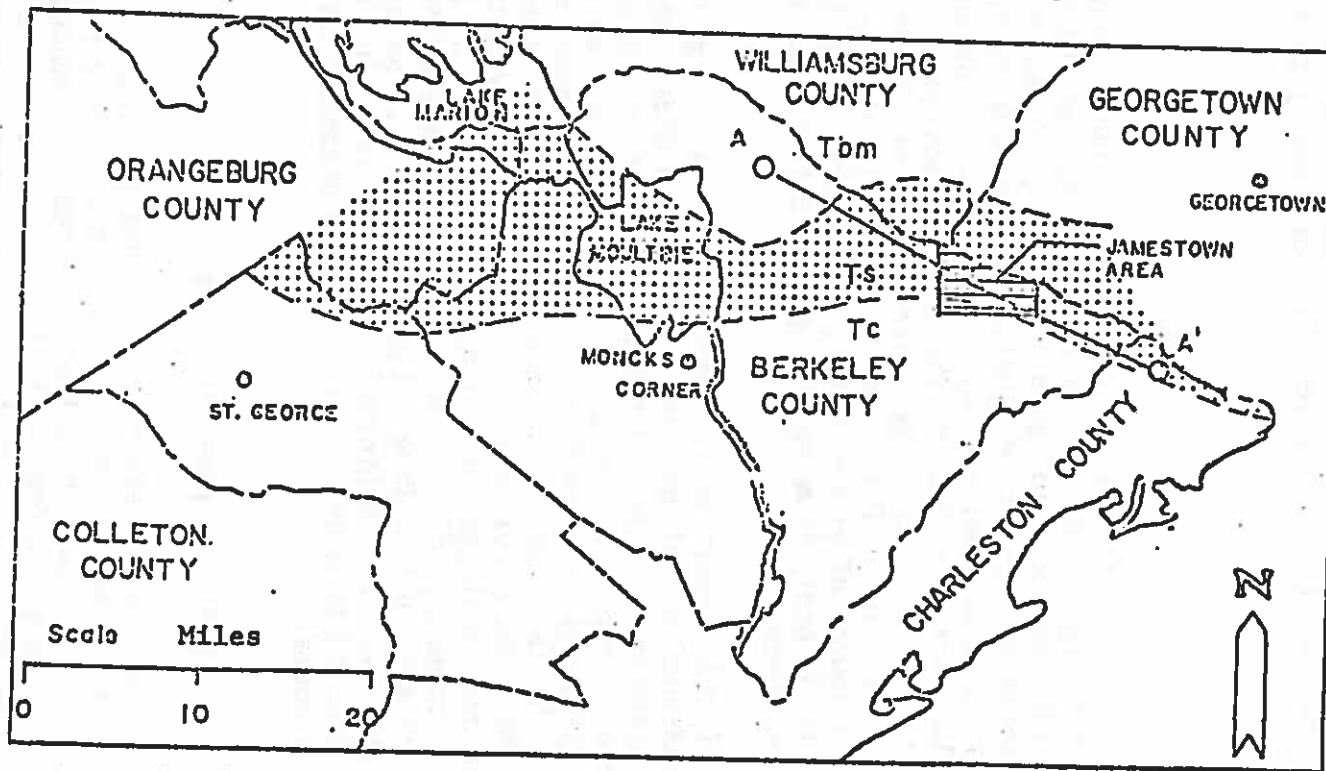 WILLIAMSBURG
COUNTY
GEORGETOWN
COUNTY
LAKE
MARION
A
Tbm
ORANGEBURG
COUNTY
GEORGETOWN
LAKE
MOULTRIE
JAMESTOWN
AREA
Ts
Tc
MONCKS
CORNER
BERKELEY
COUNTY
A'
ST. GEORGE
CHARLESTON COUNTY
COLLETON.
COUNTY
N
Scale Miles
0 10 20